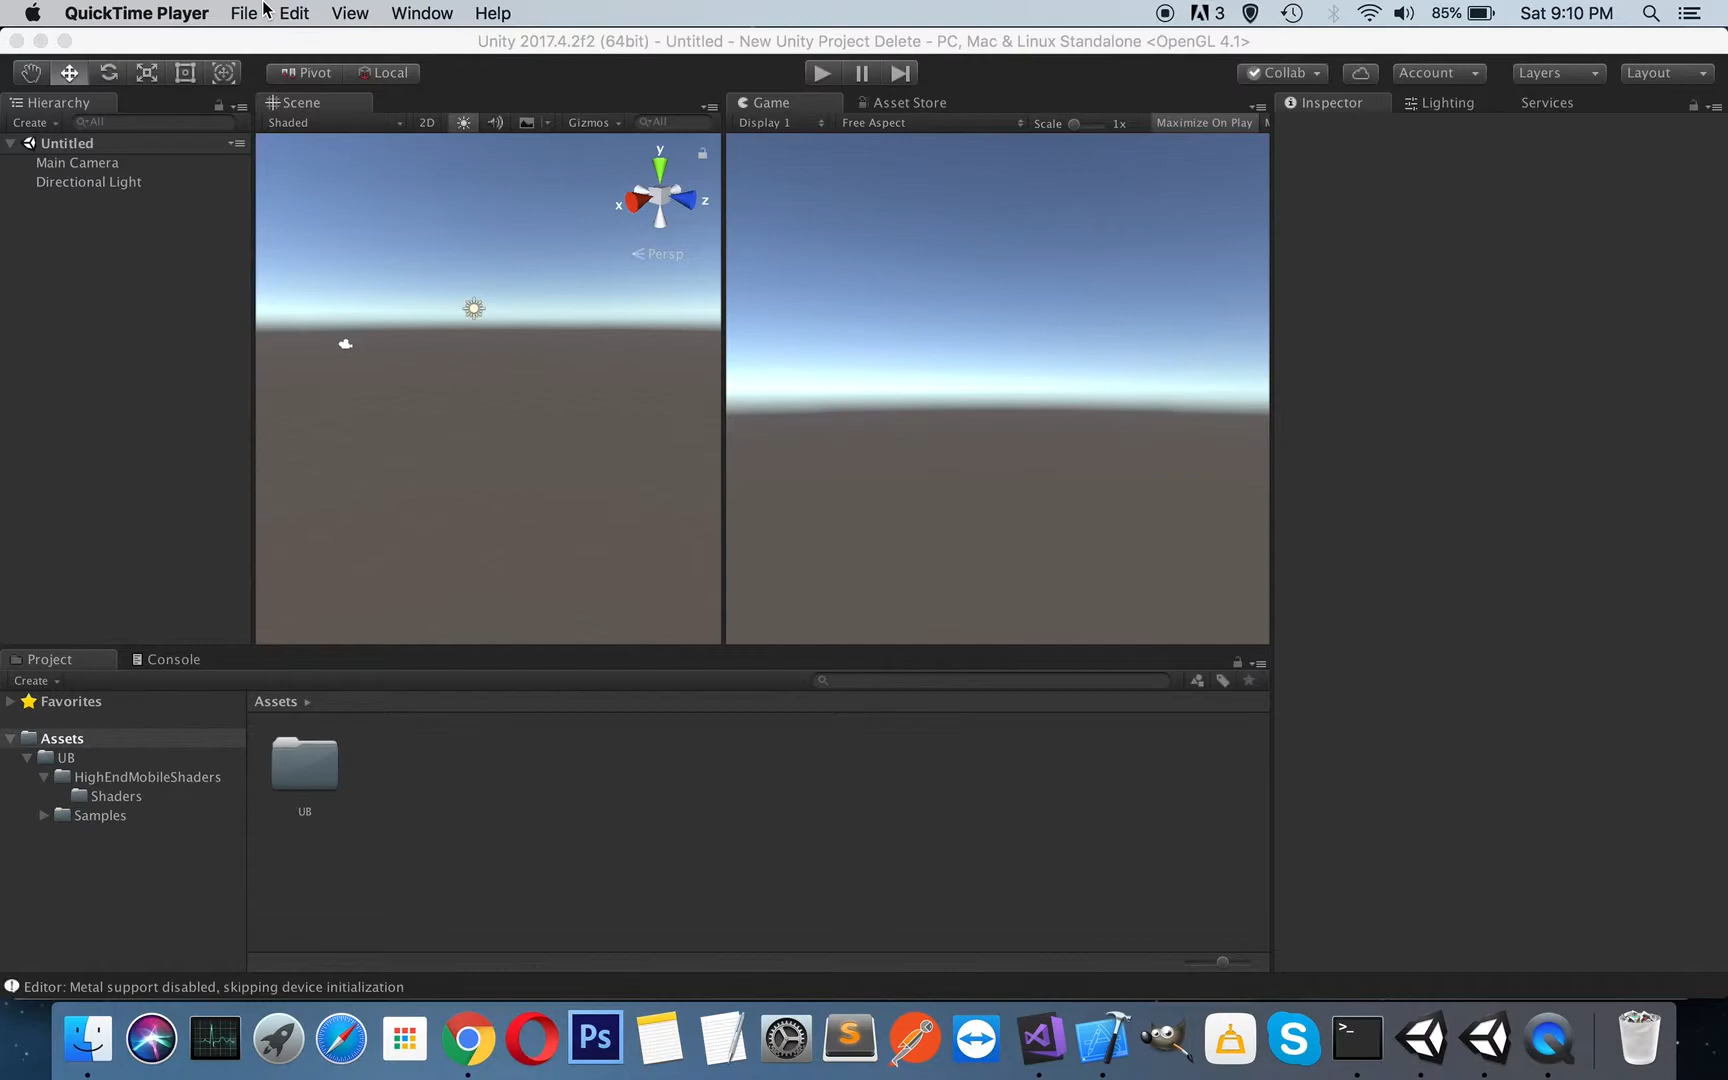 QuickTime Player File Edit View Window Help 3 85% Sat 9:10 PM
Unity 2017.4.2f2 (64bit) - Untitled - New Unity Project Delete - PC, Mac & Linux Standalone <OpenGL 4.1>
Pivot Local Collab Account Layers Layout
Hierarchy Scene Game Asset Store Inspector Lighting Services
Create All Shaded 2D Gizmos All Display 1 Free Aspect Scale 1x Maximize On Play
Untitled
Main Camera
Directional Light
y
x z
Persp
Project Console
Create
Favorites
Assets
Assets
UB
HighEndMobileShaders
Shaders
Samples
UB
Editor: Metal support disabled, skipping device initialization
Ps S